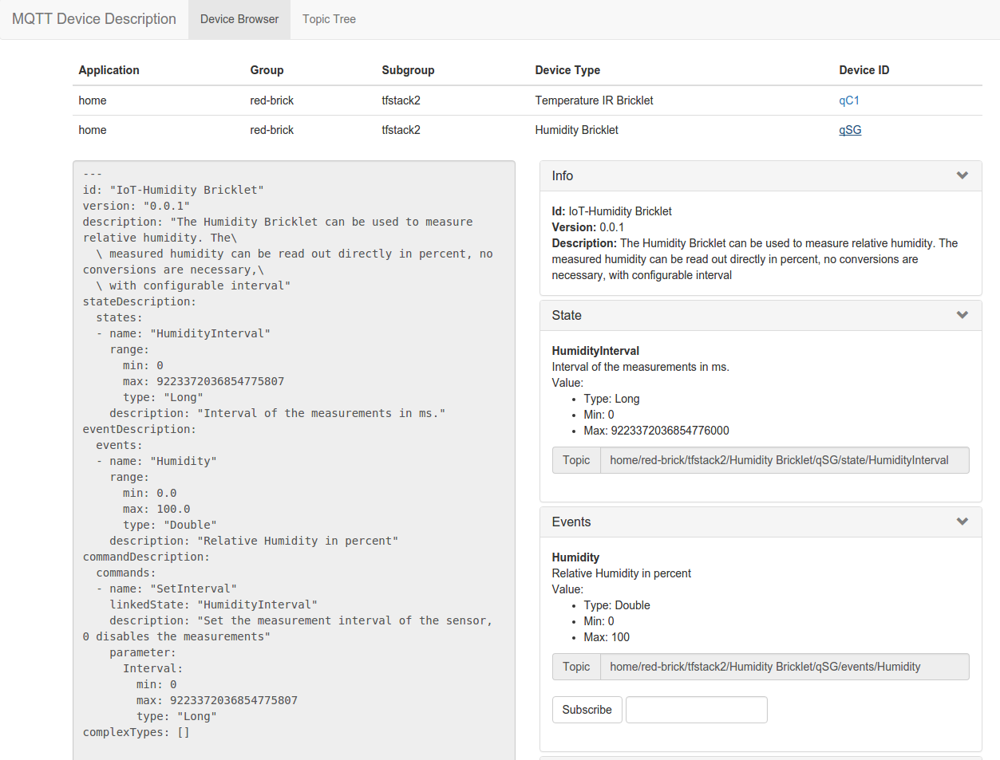 MQTT Device Description Device Browser Topic Tree
Application Group Subgroup Device Type Device ID
home red-brick tfstack2 Temperature IR Bricklet qC1
home red-brick tfstack2 Humidity Bricklet qSG
---
id: "IoT-Humidity Bricklet"
version: "0.0.1"
description: "The Humidity Bricklet can be used to measure
relative humidity. The\
  \ measured humidity can be read out directly in percent, no
conversions are necessary,\
  \ with configurable interval"
stateDescription:
  states:
  - name: "HumidityInterval"
    range:
      min: 0
      max: 9223372036854775807
      type: "Long"
    description: "Interval of the measurements in ms."
eventDescription:
  events:
  - name: "Humidity"
    range:
      min: 0.0
      max: 100.0
      type: "Double"
    description: "Relative Humidity in percent"
commandDescription:
  commands:
  - name: "SetInterval"
    linkedState: "HumidityInterval"
    description: "Set the measurement interval of the sensor,
0 disables the measurements"
    parameter:
      Interval:
        min: 0
        max: 9223372036854775807
        type: "Long"
complexTypes: []
Info
Id: IoT-Humidity Bricklet
Version: 0.0.1
Description: The Humidity Bricklet can be used to measure relative humidity. The
measured humidity can be read out directly in percent, no conversions are
necessary, with configurable interval
State
HumidityInterval
Interval of the measurements in ms.
Value:
• Type: Long
• Min: 0
• Max: 9223372036854776000
Topic home/red-brick/tfstack2/Humidity Bricklet/qSG/state/HumidityInterval
Events
Humidity
Relative Humidity in percent
Value:
• Type: Double
• Min: 0
• Max: 100
Topic home/red-brick/tfstack2/Humidity Bricklet/qSG/events/Humidity
Subscribe